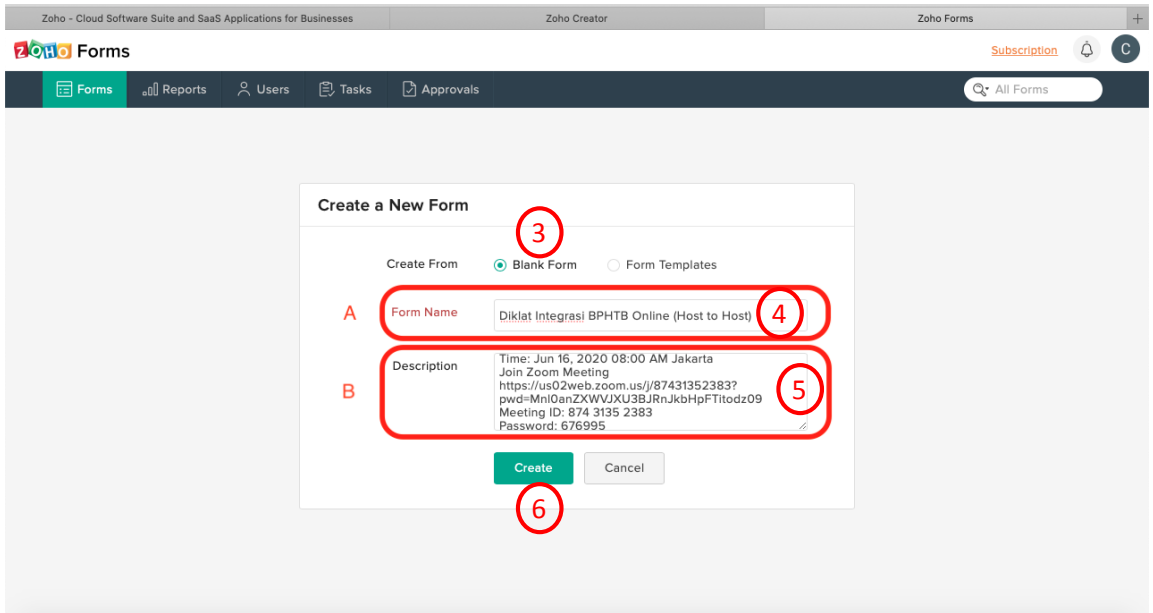 Zoho - Cloud Software Suite and SaaS Applications for Businesses
Zoho Creator
Zoho Forms
+
ZOHO Forms
Subscription
C
Forms
Reports
Users
Tasks
Approvals
All Forms
Create a New Form
3
Create From
Blank Form
Form Templates
A
Form Name
Diklat Integrasi BPHTB Online (Host to Host)
4
B
Description
Time: Jun 16, 2020 08:00 AM Jakarta
Join Zoom Meeting
https://us02web.zoom.us/j/87431352383?
pwd=Mnl0anZXWVJXU3BJRnJkbHpFTitodz09
Meeting ID: 874 3135 2383
Password: 676995
5
Create
Cancel
6